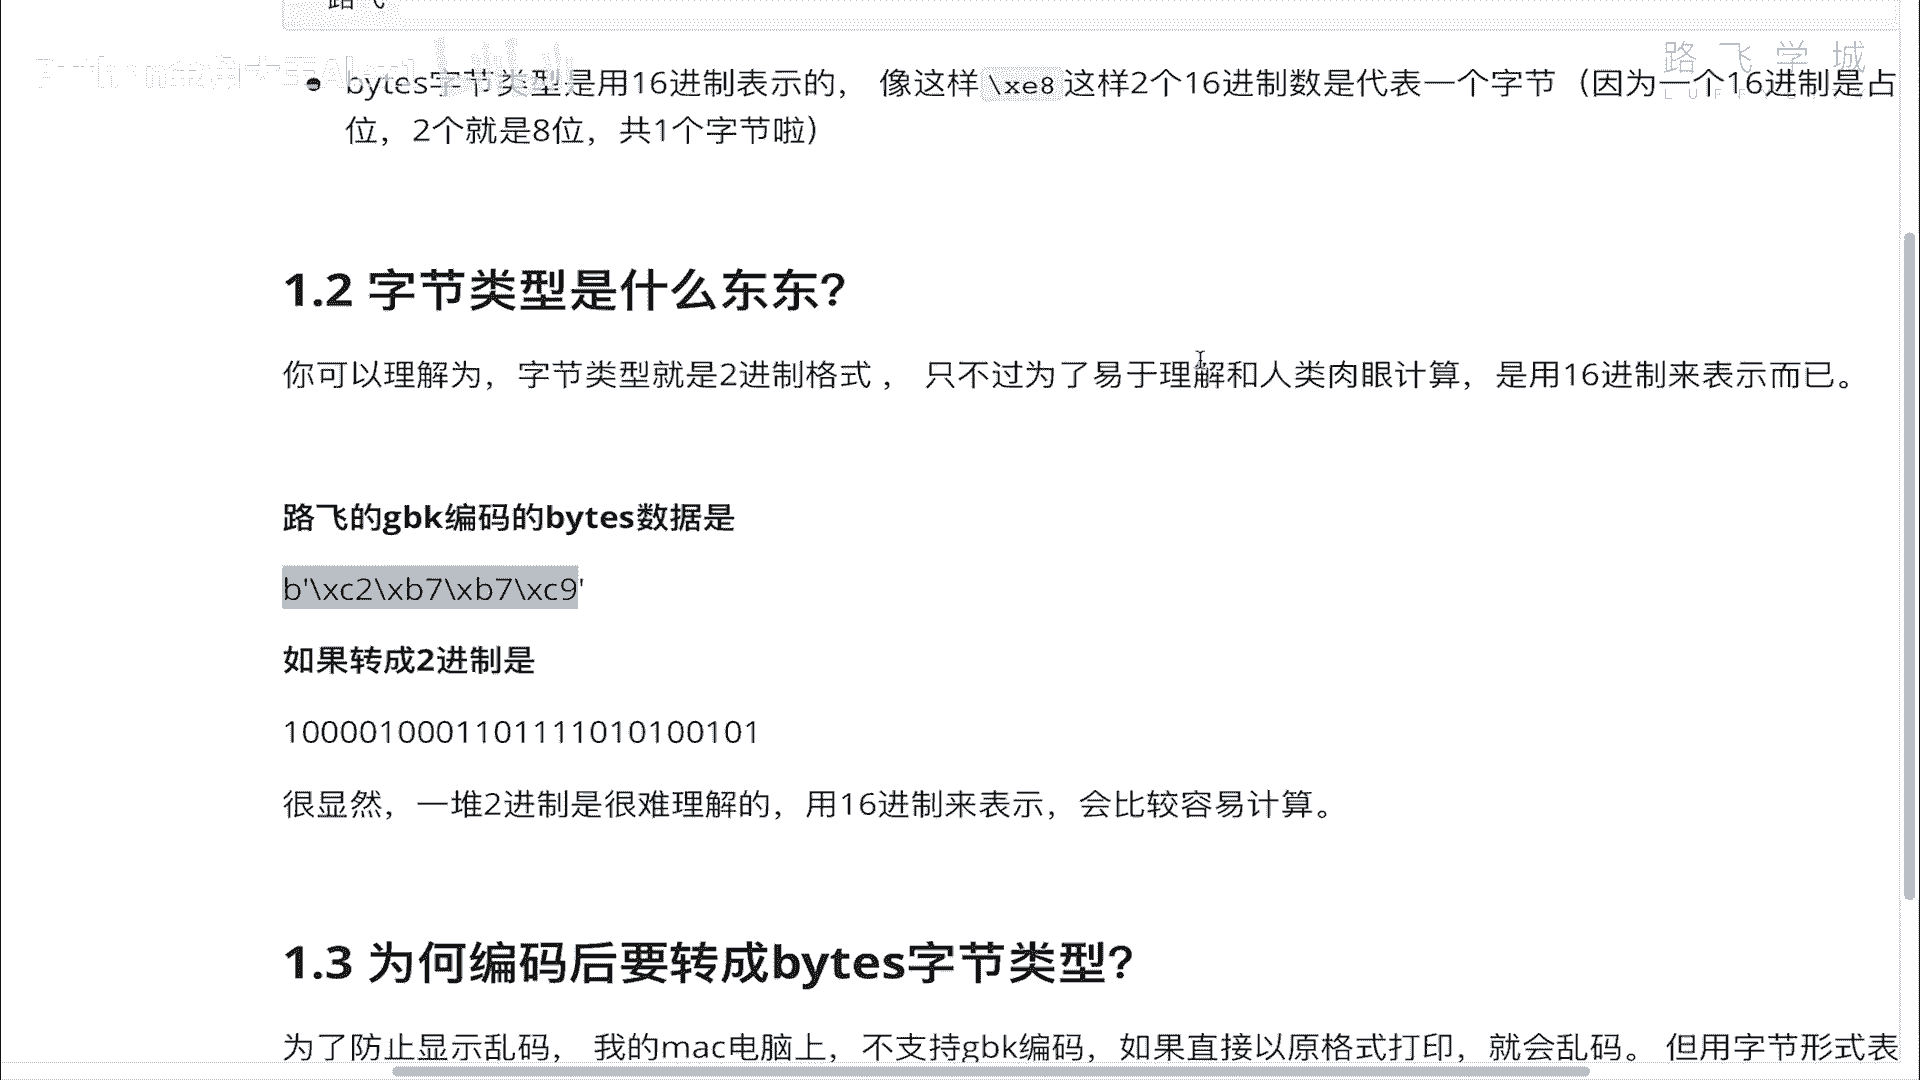 路飞
路飞学城
bytes字节类型是用16进制表示的， 像这样 \xe8 这样2个16进制数是代表一个字节（因为一个16进制是占
位，2个就是8位，共1个字节啦）
1.2 字节类型是什么东东?
你可以理解为，字节类型就是2进制格式 ， 只不过为了易于理解和人类肉眼计算，是用16进制来表示而已。
路飞的gbk编码的bytes数据是
b'\xc2\xb7\xb7\xc9'
如果转成2进制是
1000010001101111010100101
很显然，一堆2进制是很难理解的，用16进制来表示，会比较容易计算。
1.3 为何编码后要转成bytes字节类型?
为了防止显示乱码， 我的mac电脑上，不支持gbk编码，如果直接以原格式打印，就会乱码。 但用字节形式表